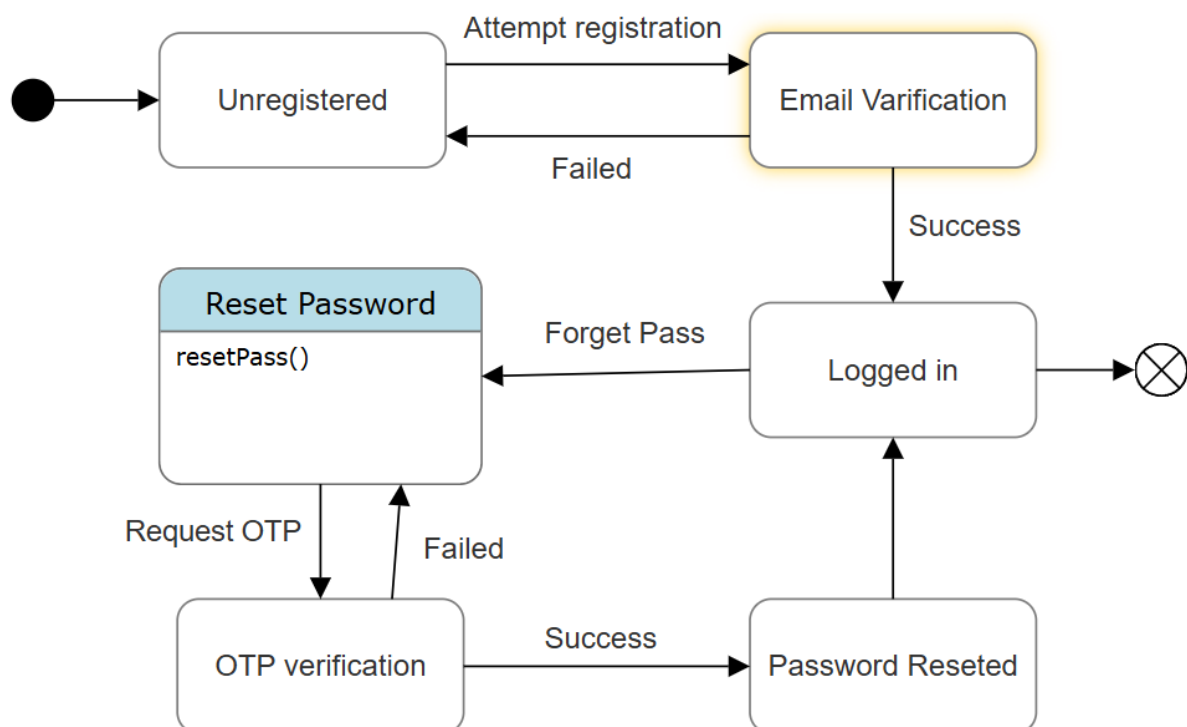 Attempt registration
Unregistered
Email Varification
Failed
Success
Reset Password
resetPass()
Forget Pass
Logged in
Request OTP
Failed
OTP verification
Success
Password Reseted